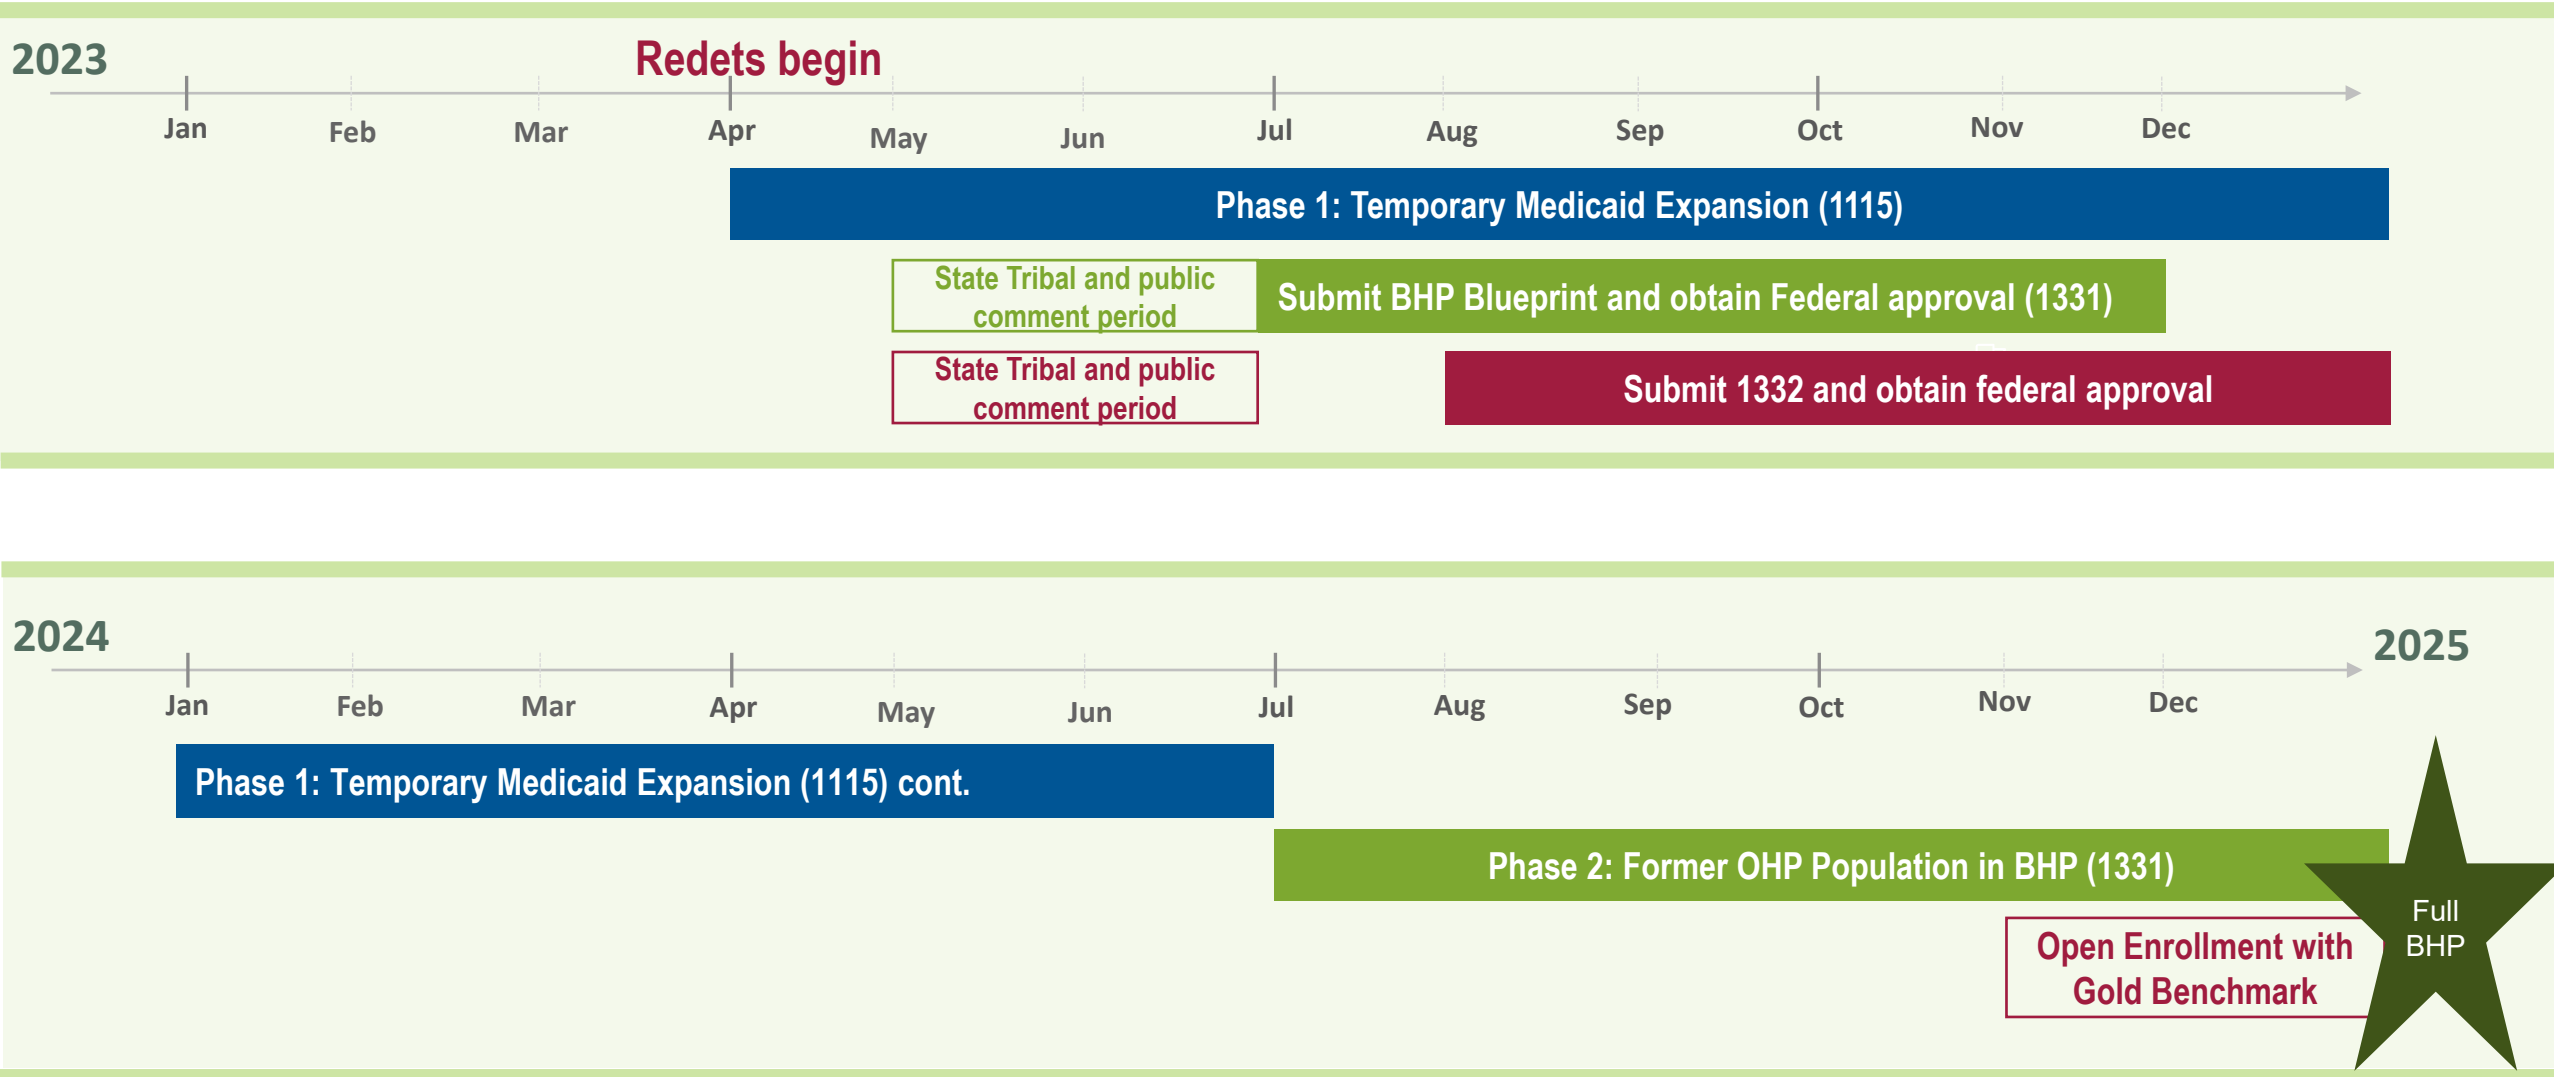 2023
Redets begin
Jan
Feb
Mar
Apr
May
Jun
Jul
Aug
Sep
Oct
Nov
Dec
Phase 1: Temporary Medicaid Expansion (1115)
State Tribal and public
comment period
Submit BHP Blueprint and obtain Federal approval (1331)
State Tribal and public
comment period
Submit 1332 and obtain federal approval
2024
2025
Jan
Feb
Mar
Apr
May
Jun
Jul
Aug
Sep
Oct
Nov
Dec
Phase 1: Temporary Medicaid Expansion (1115) cont.
Phase 2: Former OHP Population in BHP (1331)
Open Enrollment with
Gold Benchmark
Full
BHP